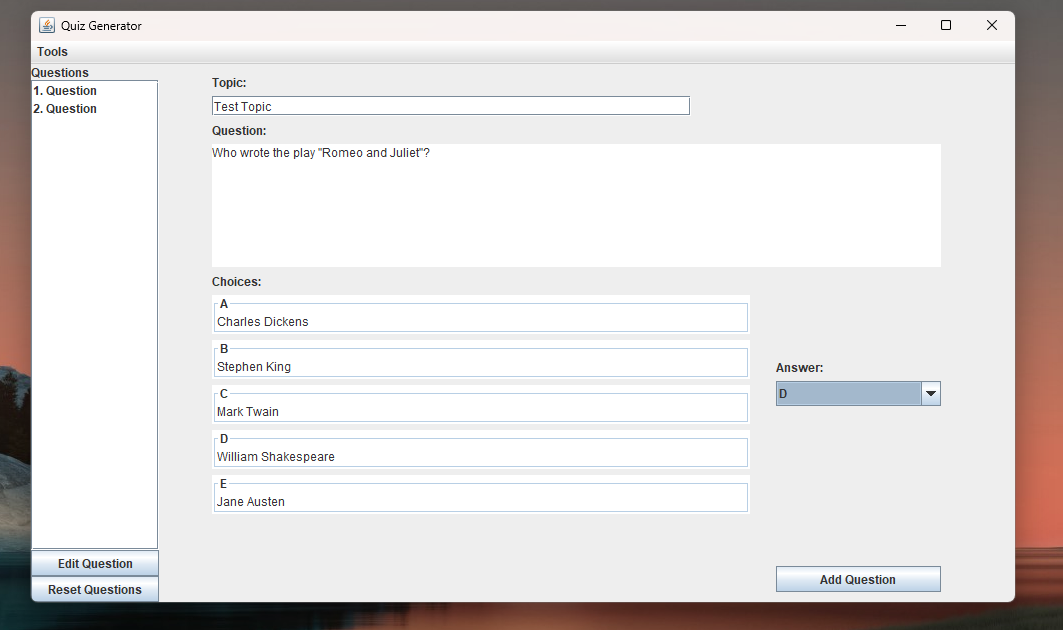 Quiz Generator
Tools
Questions
1. Question
2. Question
Edit Question
Reset Questions
Topic:
Test Topic
Question:
Who wrote the play "Romeo and Juliet"?
Choices:
A
Charles Dickens
B
Stephen King
C
Mark Twain
D
William Shakespeare
E
Jane Austen
Answer:
D
Add Question